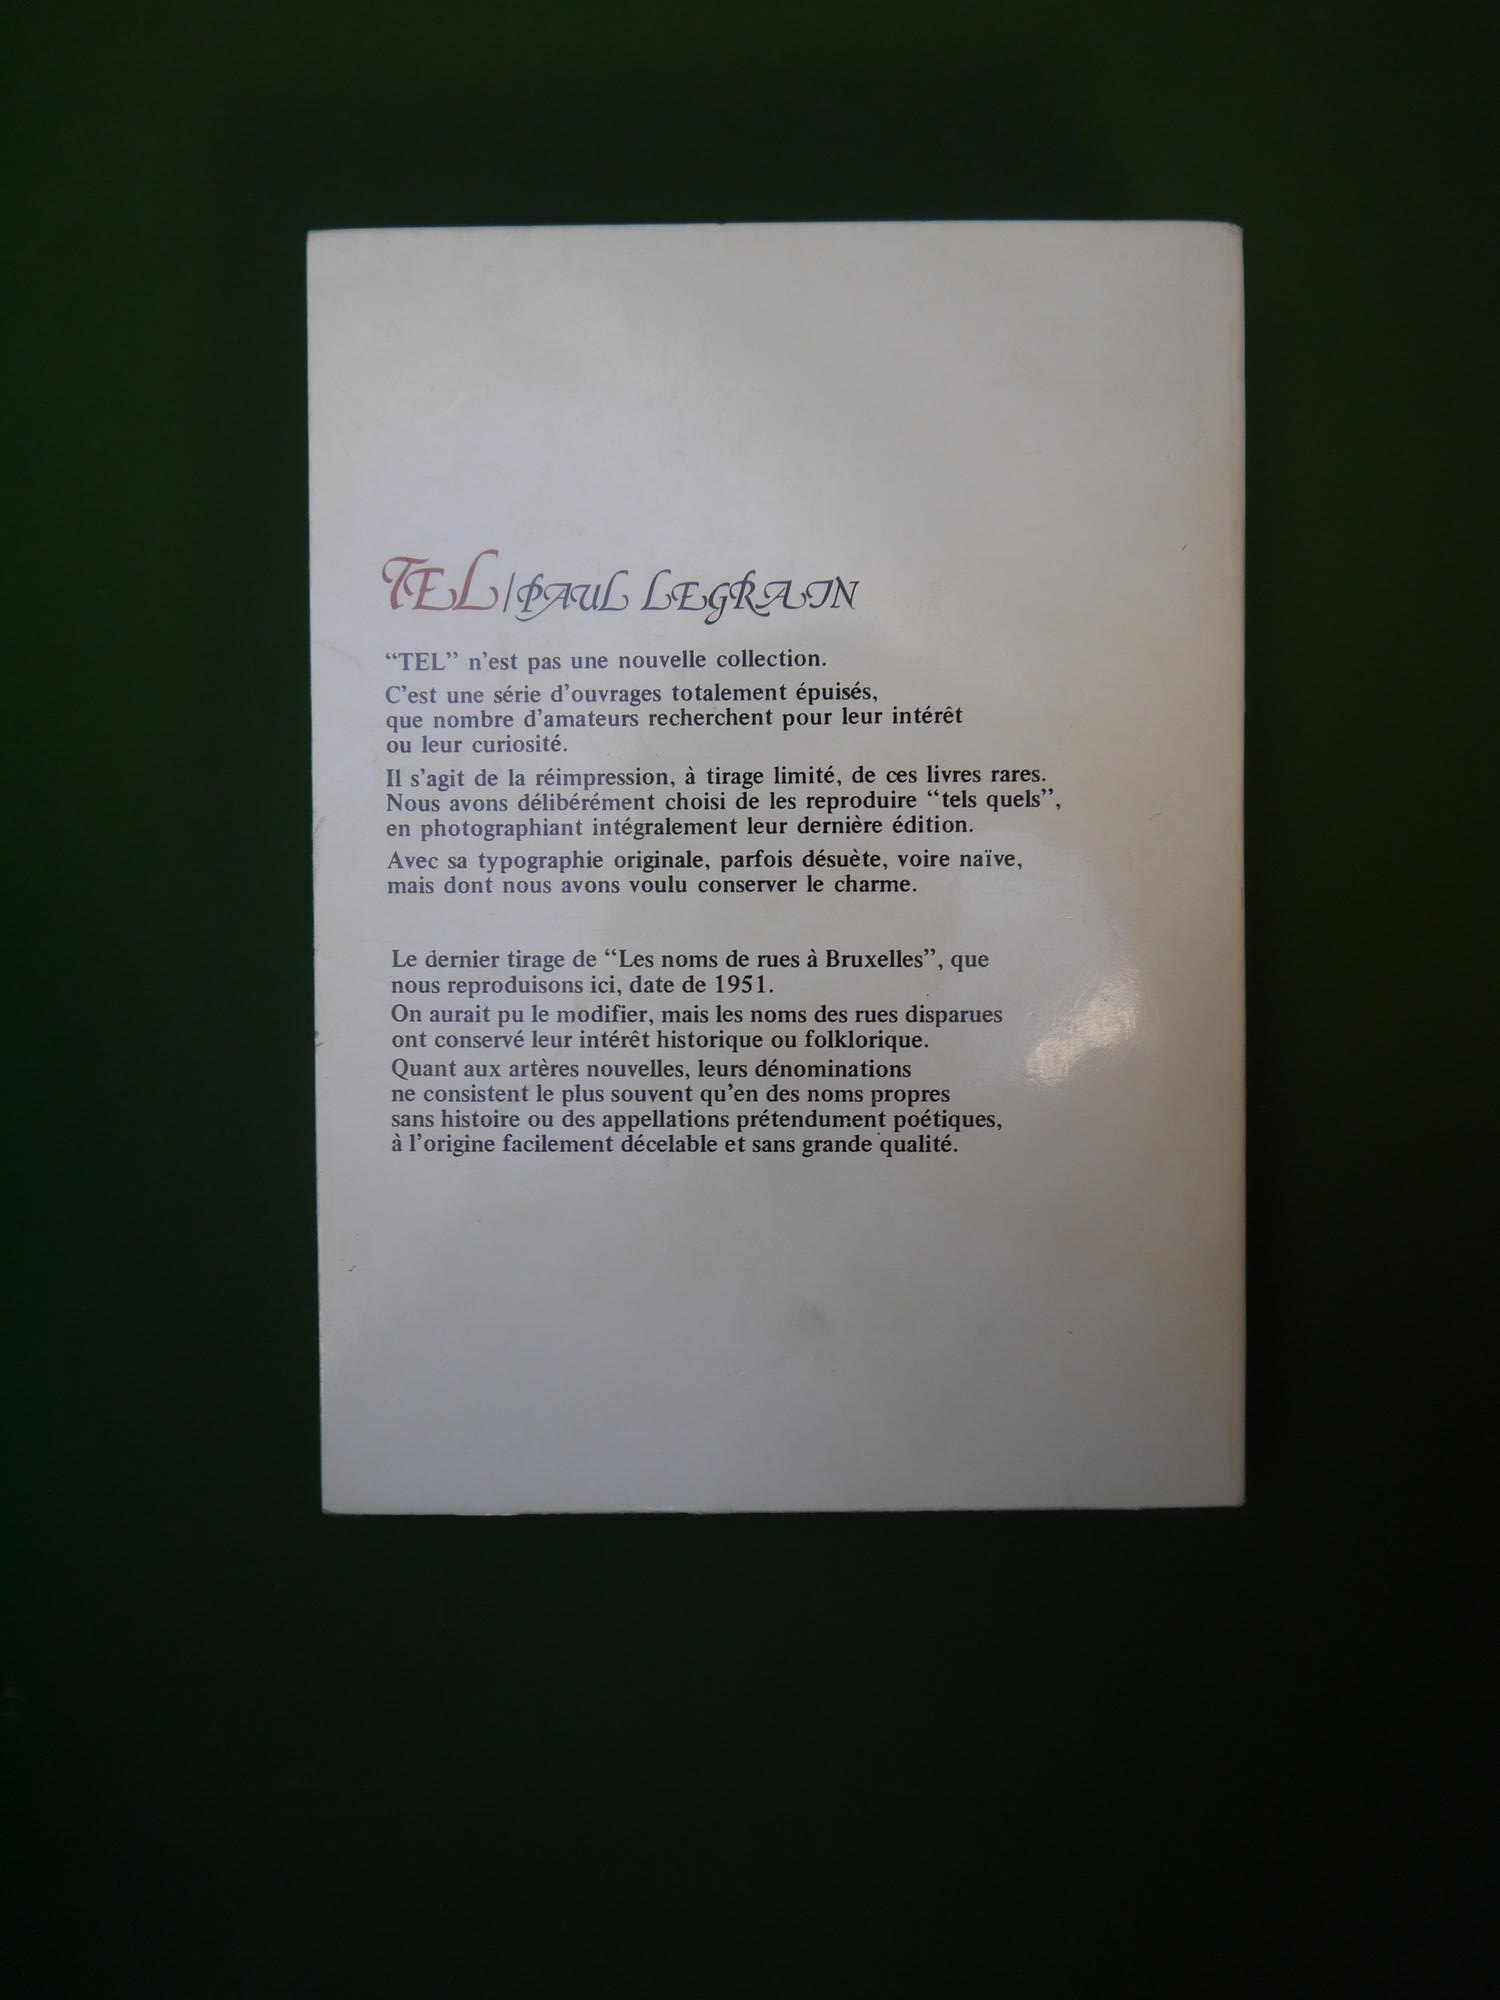 TEL/PAUL LEGRAIN
“TEL” n’est pas une nouvelle collection.
C’est une série d’ouvrages totalement épuisés,
que nombre d’amateurs recherchent pour leur intérêt
ou leur curiosité.
Il s’agit de la réimpression, à tirage limité, de ces livres rares.
Nous avons délibérément choisi de les reproduire “tels quels”,
en photographiant intégralement leur dernière édition.
Avec sa typographie originale, parfois désuète, voire naïve,
mais dont nous avons voulu conserver le charme.
Le dernier tirage de “Les noms de rues à Bruxelles”, que
nous reproduisons ici, date de 1951.
On aurait pu le modifier, mais les noms des rues disparues
ont conservé leur intérêt historique ou folklorique.
Quant aux artères nouvelles, leurs dénominations
ne consistent le plus souvent qu’en des noms propres
sans histoire ou des appellations prétendument poétiques,
à l’origine facilement décelable et sans grande qualité.